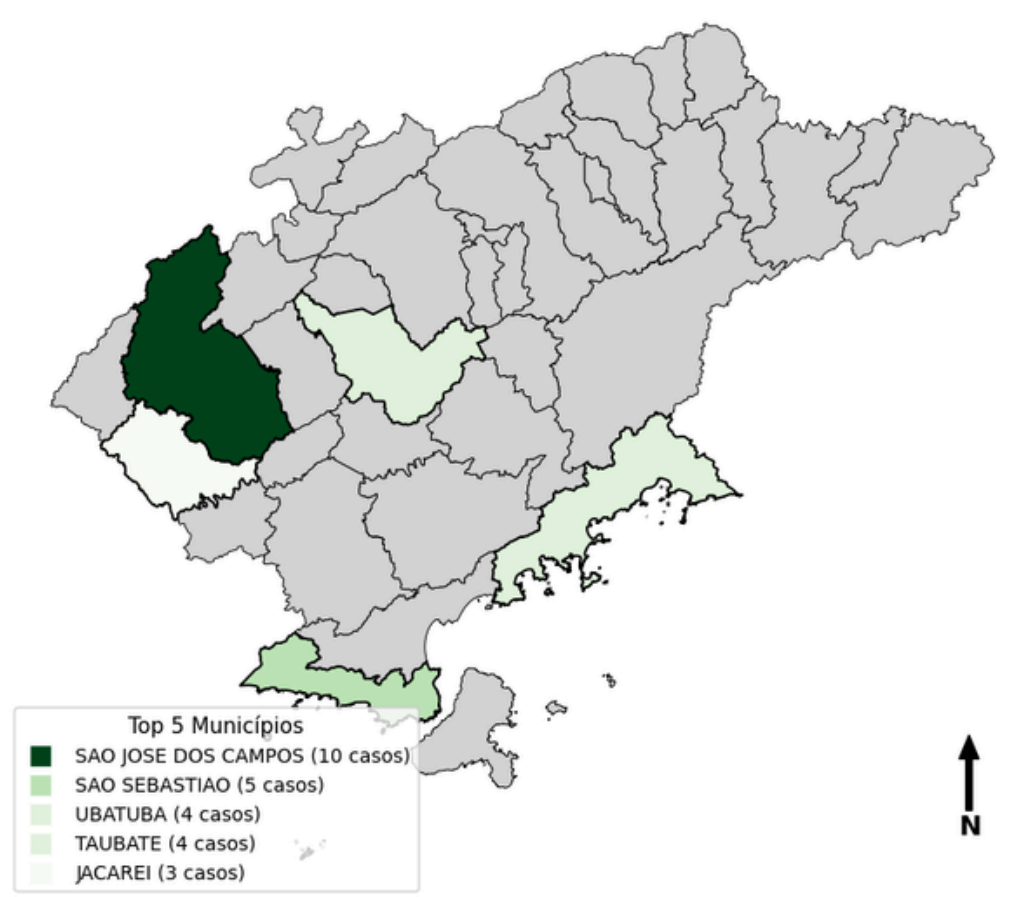 Top 5 Municípios
SAO JOSE DOS CAMPOS (10 casos)
SAO SEBASTIAO (5 casos)
UBATUBA (4 casos)
TAUBATE (4 casos)
JACAREI (3 casos)
N